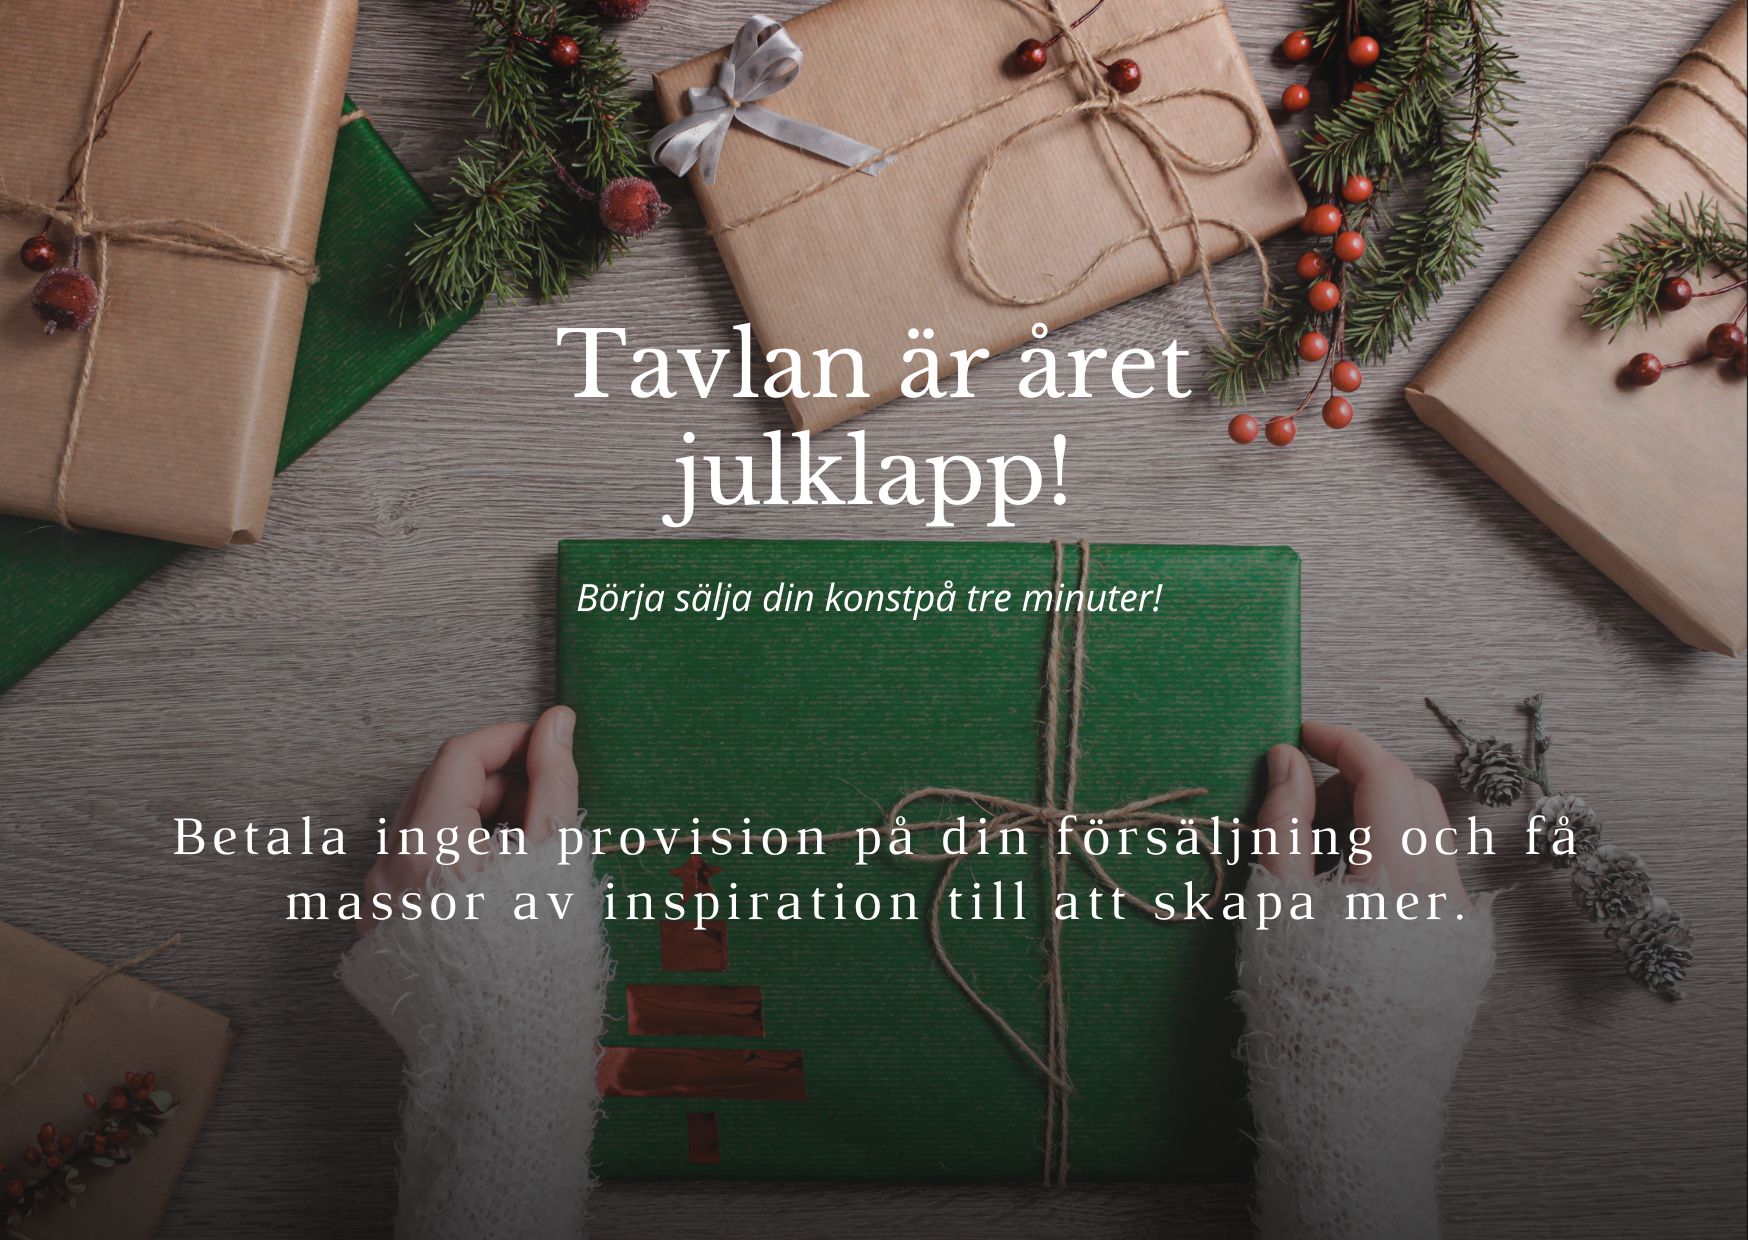 Tavlan är året
julklapp!
Börja sälja din konstpå tre minuter!
Betala ingen provision på din försäljning och få
massor av inspiration till att skapa mer.